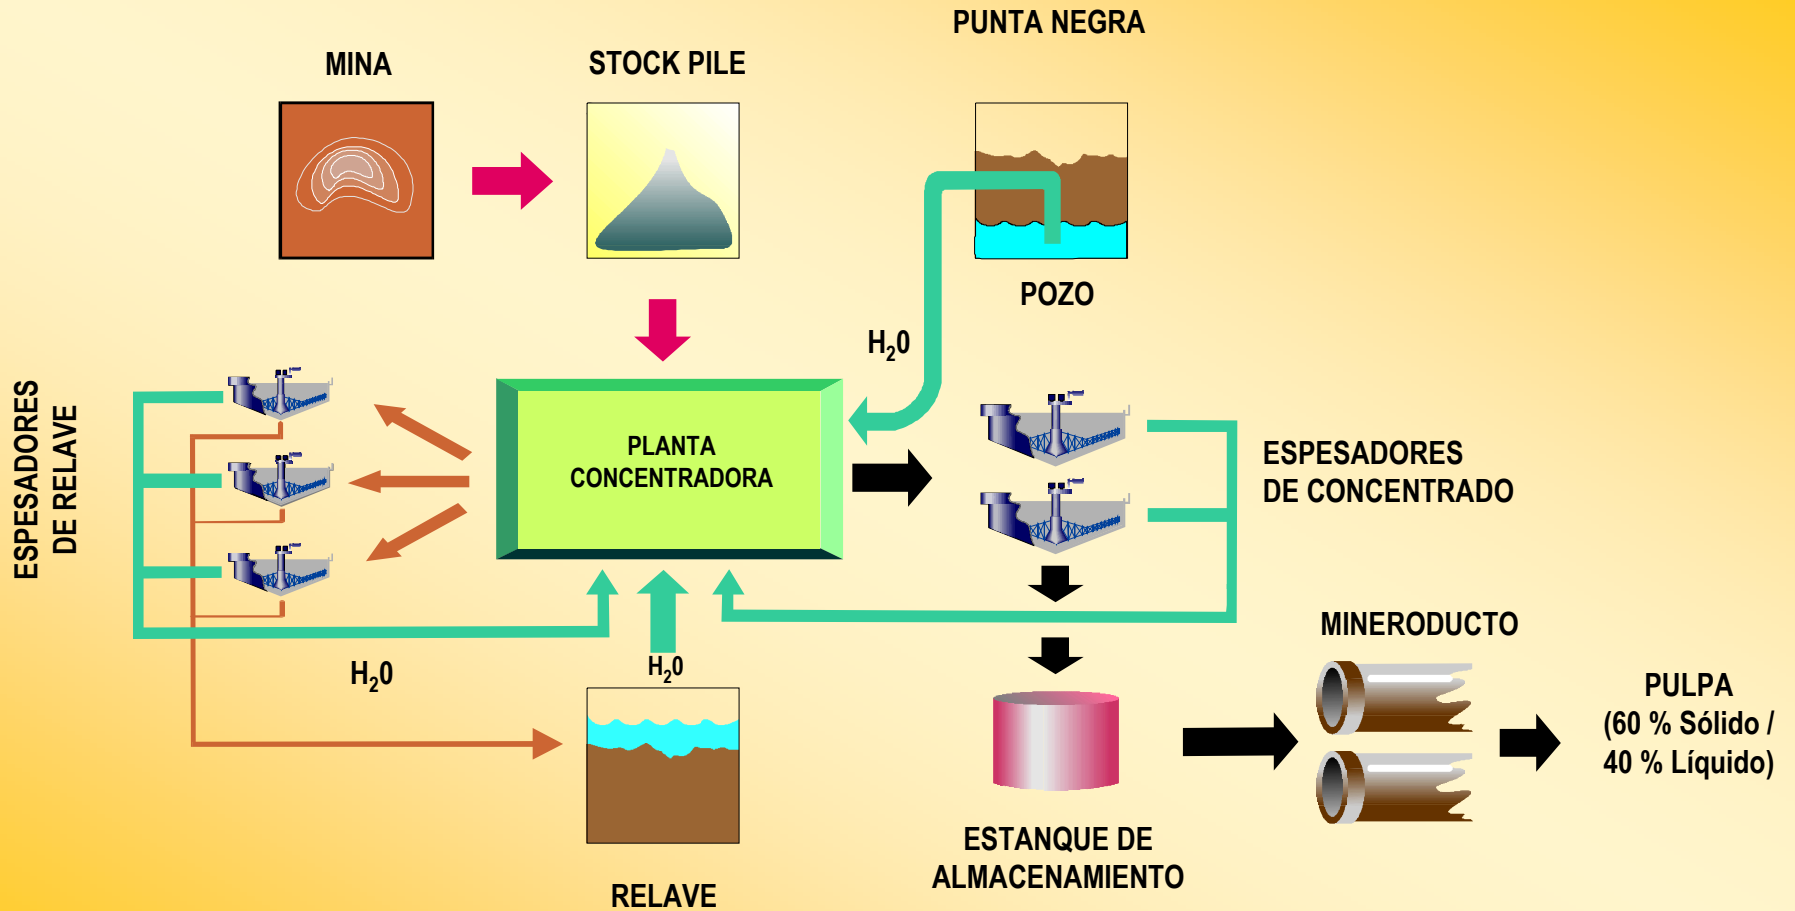 PUNTA NEGRA
MINA
STOCK PILE
POZO
H₂0
ESPESADORES
DE RELAVE
PLANTA
CONCENTRADORA
ESPESADORES
DE CONCENTRADO
MINERODUCTO
H₂0
H₂0
PULPA
(60 % Sólido /
40 % Líquido)
ESTANQUE DE
ALMACENAMIENTO
RELAVE